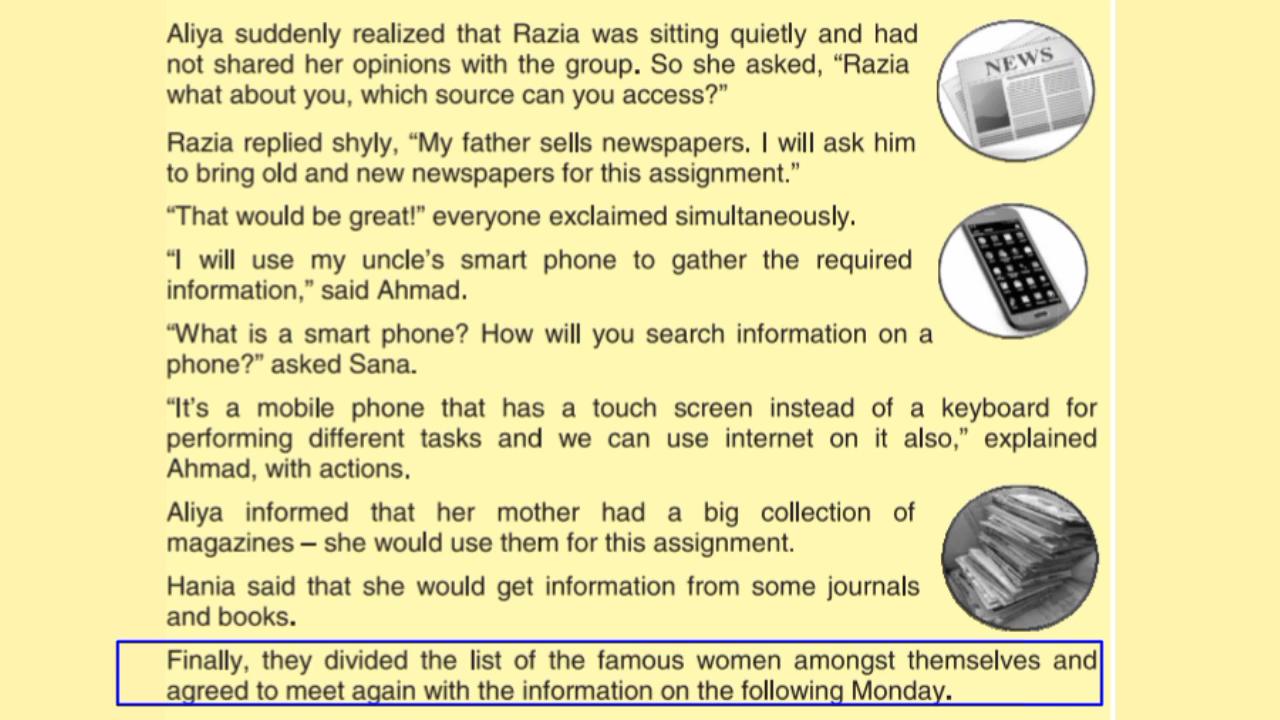 Aliya suddenly realized that Razia was sitting quietly and had
not shared her opinions with the group. So she asked, “Razia
what about you, which source can you access?”
Razia replied shyly, “My father sells newspapers. I will ask him
to bring old and new newspapers for this assignment.”
“That would be great!” everyone exclaimed simultaneously.
“I will use my uncle’s smart phone to gather the required
information,” said Ahmad.
“What is a smart phone? How will you search information on a
phone?” asked Sana.
“It’s a mobile phone that has a touch screen instead of a keyboard for
performing different tasks and we can use internet on it also,” explained
Ahmad, with actions.
Aliya informed that her mother had a big collection of
magazines – she would use them for this assignment.
Hania said that she would get information from some journals
and books.
Finally, they divided the list of the famous women amongst themselves and
agreed to meet again with the information on the following Monday.
NEWS